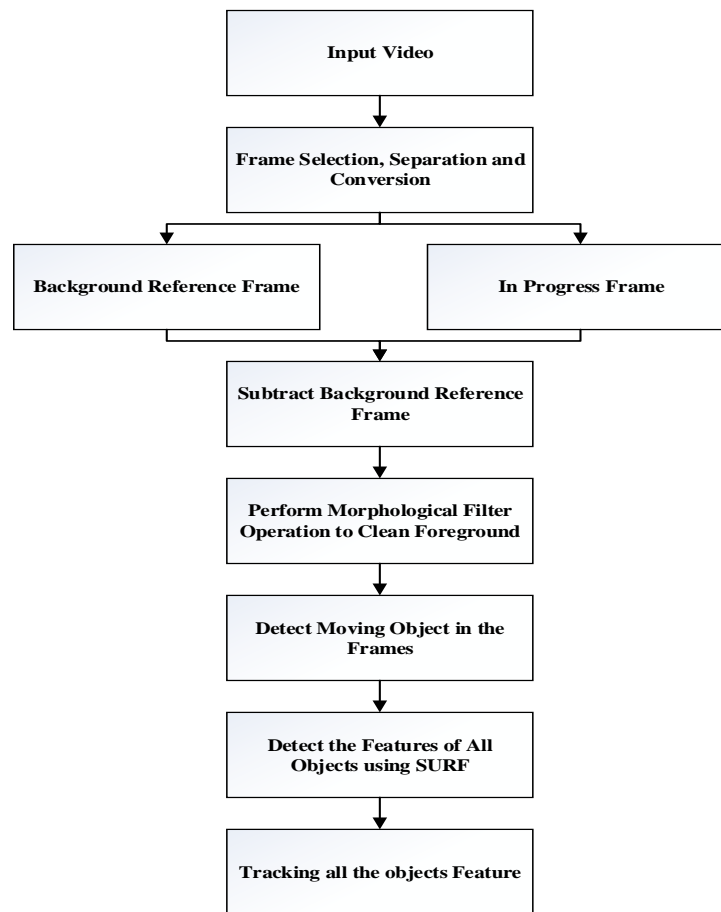 Input Video
Frame Selection, Separation and
Conversion
Background Reference Frame
In Progress Frame
Subtract Background Reference
Frame
Perform Morphological Filter
Operation to Clean Foreground
Detect Moving Object in the
Frames
Detect the Features of All
Objects using SURF
Tracking all the objects Feature